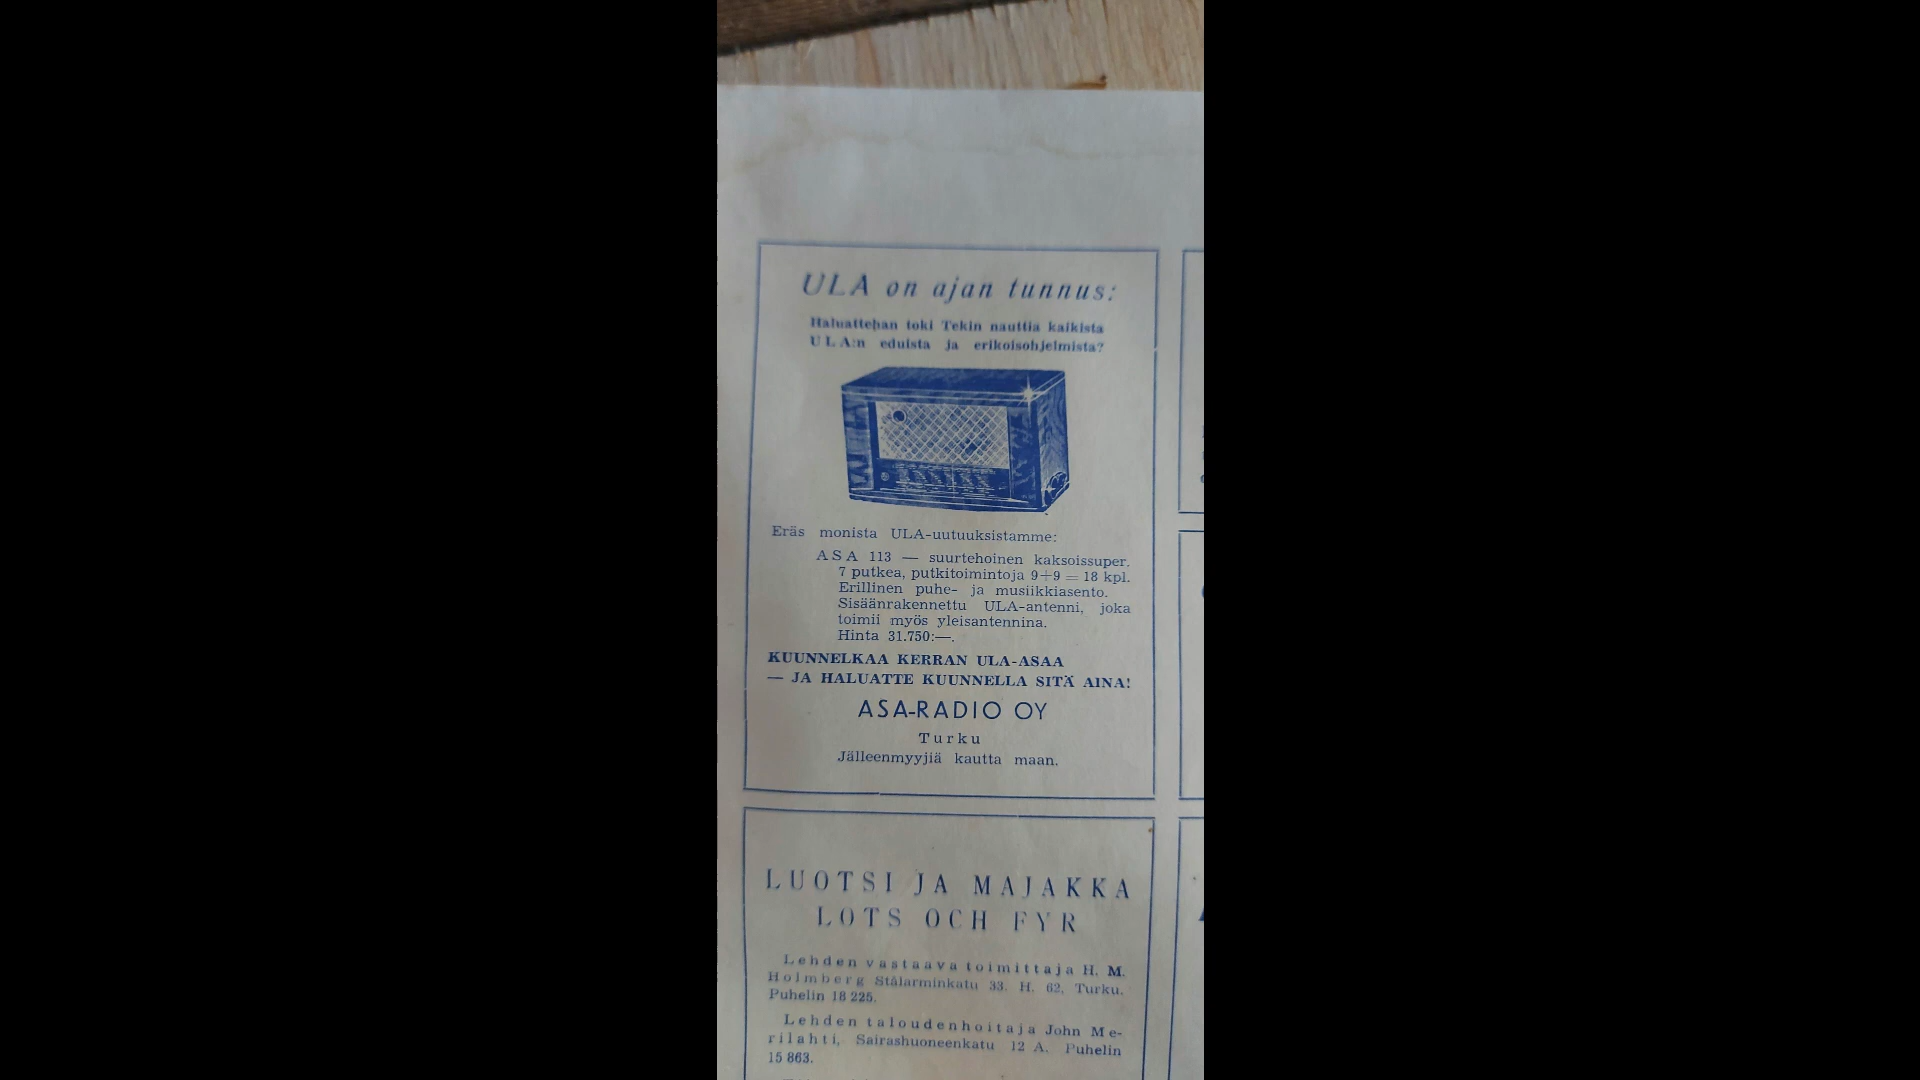 ULA on ajan tunnus:
Haluattehan toki Tekin nauttia kaikista
ULA:n eduista ja erikoisohjelmista?
Eräs monista ULA-uutuuksistamme:
ASA 113 — suurtehoinen kaksoissuper.
7 putkea, putkitoimintoja 9+9 = 18 kpl.
Erillinen puhe- ja musiikkiasento.
Sisäänrakennettu ULA-antenni, joka
toimii myös yleisantennina.
Hinta 31.750:—.
KUUNNELKAA KERRAN ULA-ASAA
— JA HALUATTE KUUNNELLA SITÄ AINA!
ASA-RADIO OY
Turku
Jälleenmyyjiä kautta maan.
LUOTSI JA MAJAKKA
LOTS OCH FYR
Lehden vastaava toimittaja H. M.
Holmberg Stålarminkatu 33. H. 62, Turku.
Puhelin 18 225.
Lehden taloudenhoitaja John Me-
rilahti, Sairashuoneenkatu 12 A. Puhelin
15 863.